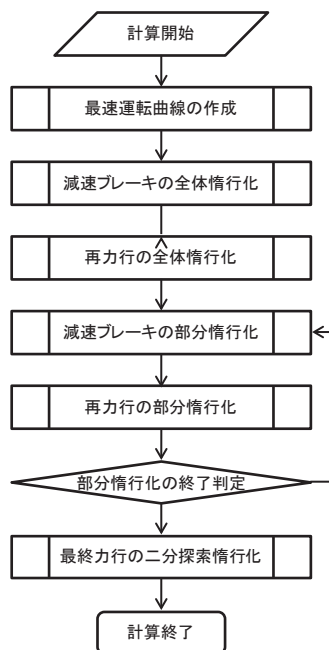 計算開始
最速運転曲線の作成
減速ブレーキの全体惰行化
再力行の全体惰行化
減速ブレーキの部分惰行化
再力行の部分惰行化
部分惰行化の終了判定
最終力行の二分探索惰行化
計算終了